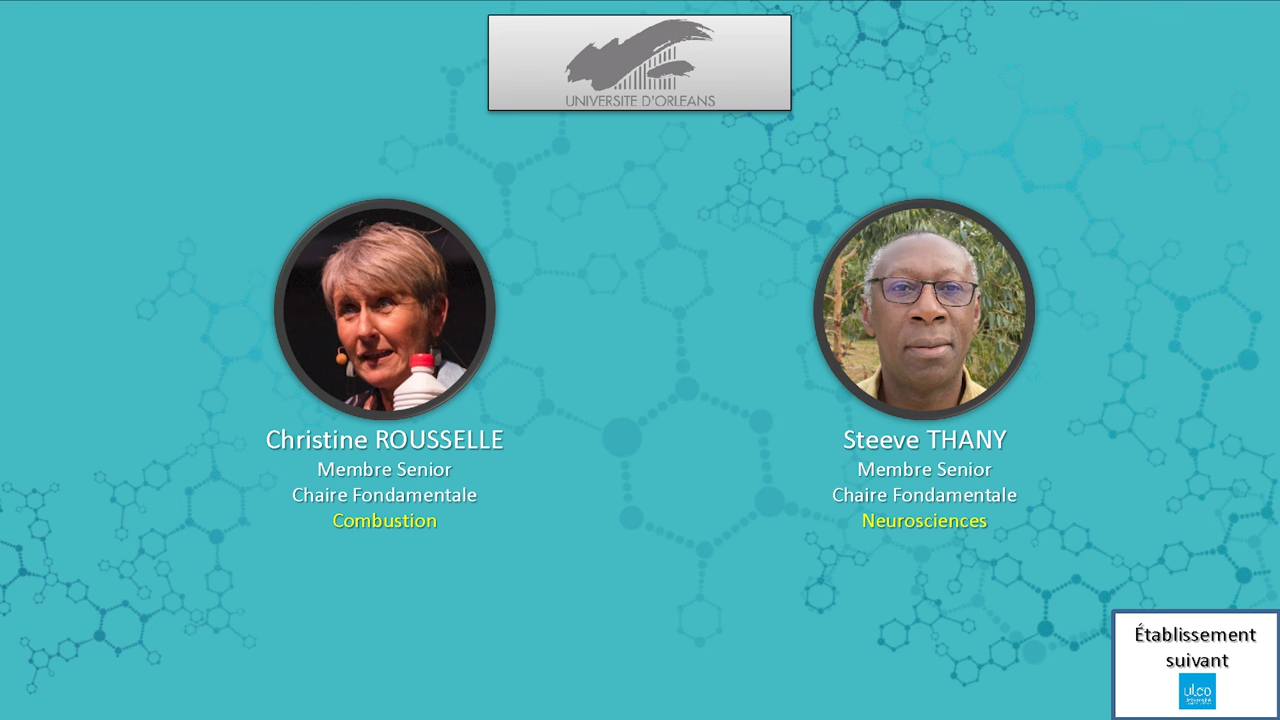 UNIVERSITE D'ORLEANS
Christine ROUSSELLE
Membre Senior
Chaire Fondamentale
Combustion
Steeve THANY
Membre Senior
Chaire Fondamentale
Neurosciences
Établissement
suivant
ulco